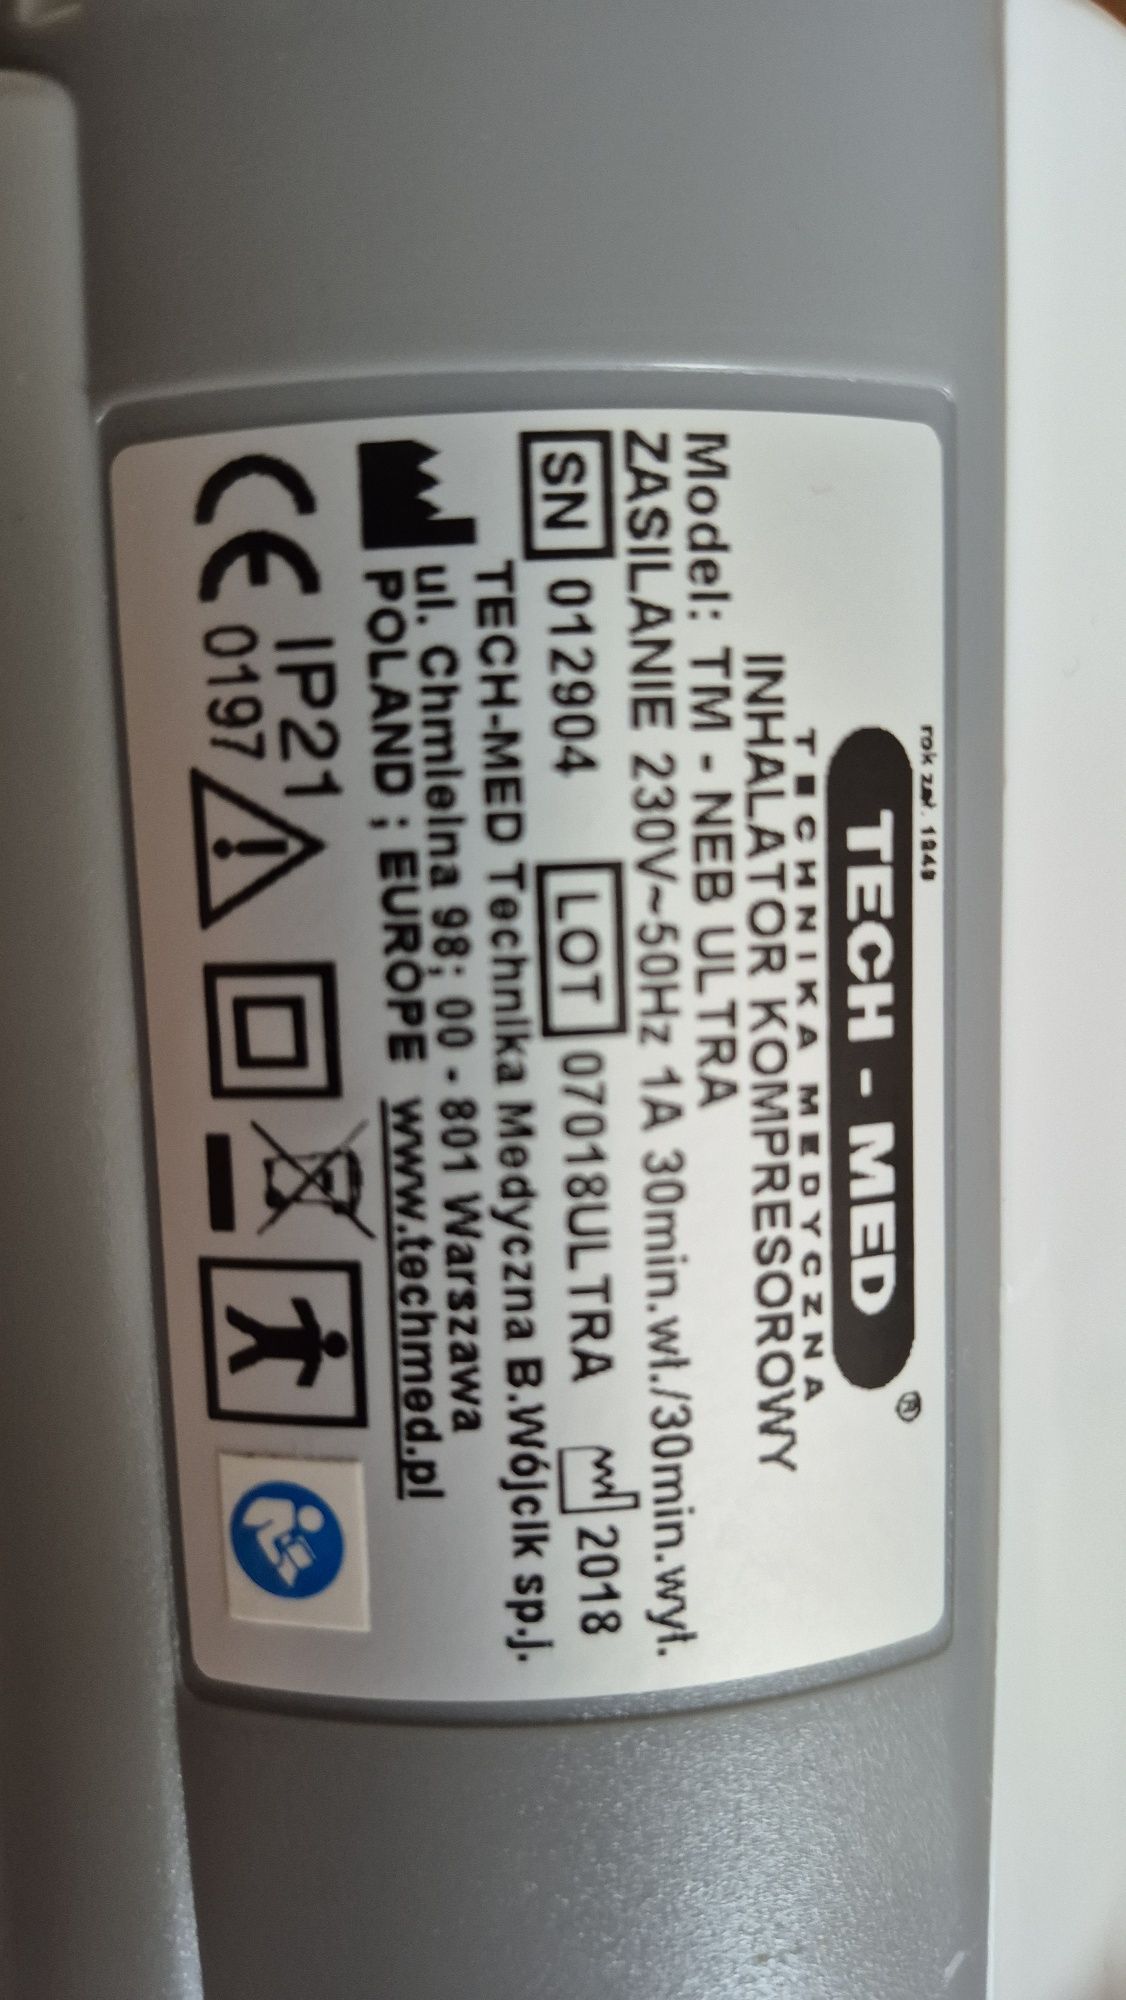 rok zał. 1949
TECH - MED ®
TECHNIKA MEDYCZNA
INHALATOR KOMPRESOROWY
Model: TM - NEB ULTRA
ZASILANIE 230V~50Hz 1A 30min.wł./30min.wył.
SN 012904 LOT 07018ULTRA 2018
TECH-MED Technika Medyczna B.Wójcik sp.j.
ul. Chmielna 98; 00 - 801 Warszawa
POLAND ; EUROPE www.techmed.pl
CE IP21
0197